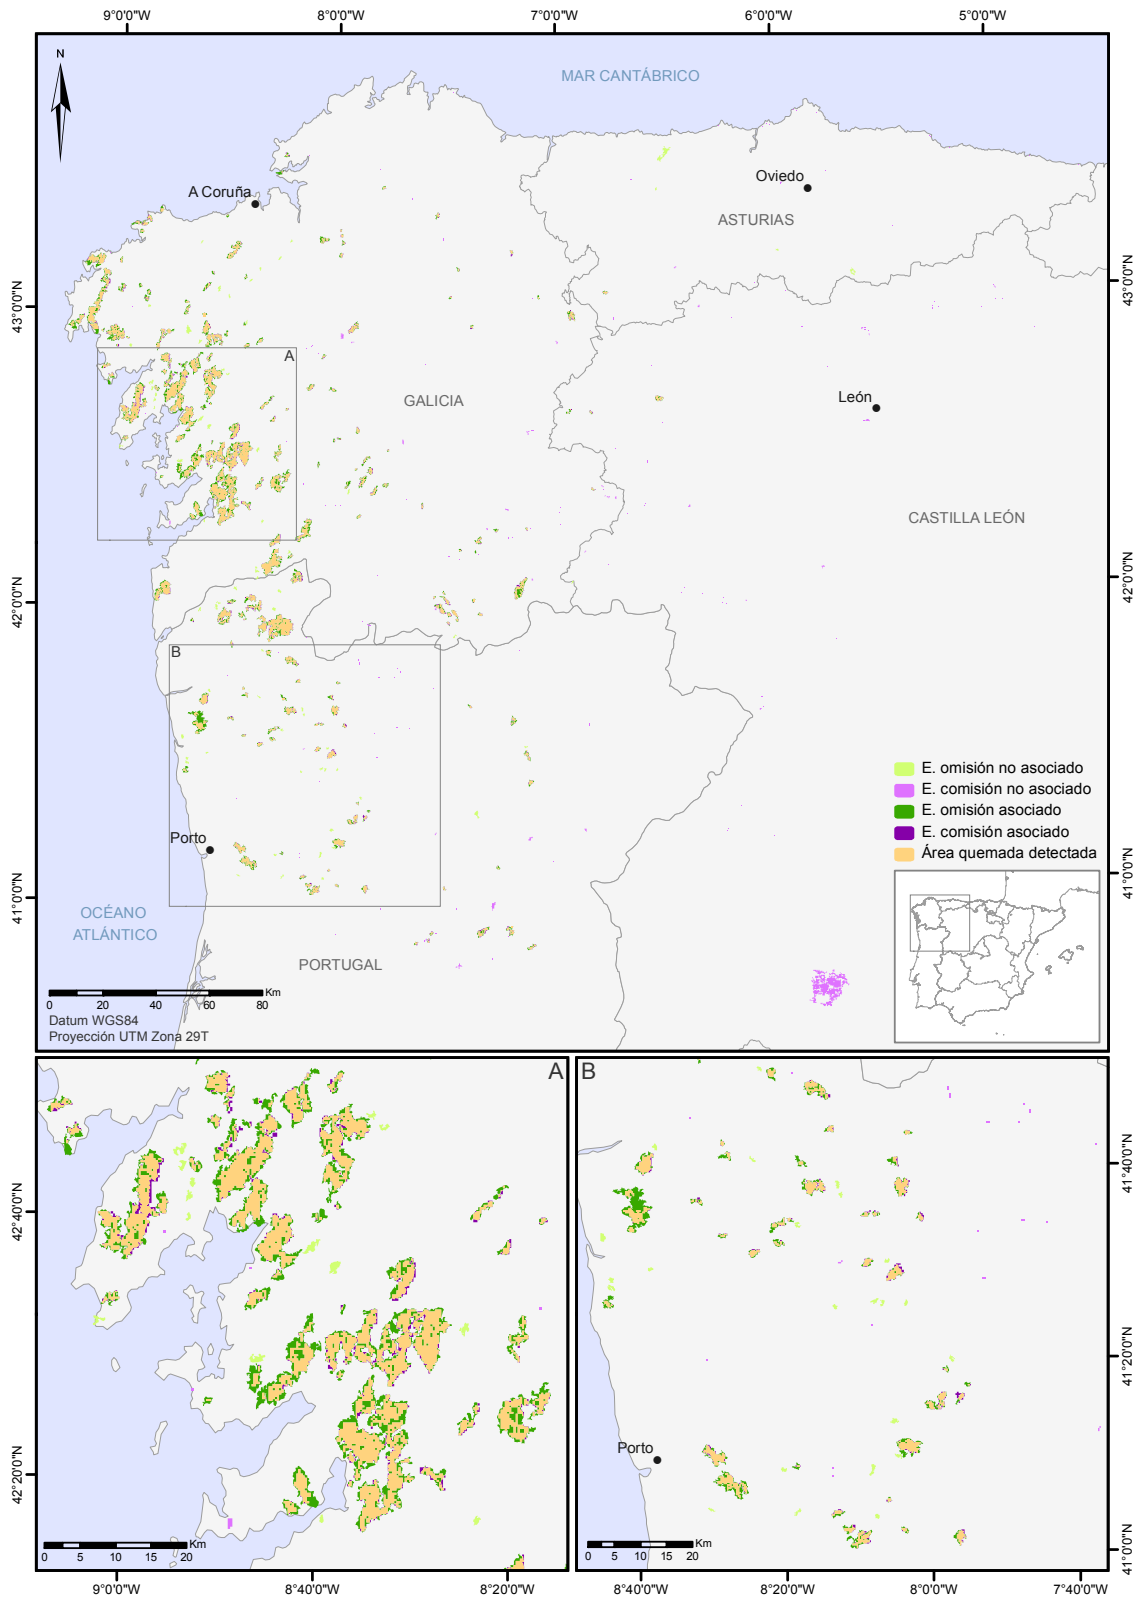 9°0'0"W 8°0'0"W 7°0'0"W 6°0'0"W 5°0'0"W
N
MAR CANTÁBRICO
A Coruña
Oviedo
ASTURIAS
43°0'0"N
43°0'0"N
A
GALICIA
León
CASTILLA LEÓN
42°0'0"N
42°0'0"N
B
E. omisión no asociado
E. comisión no asociado
E. omisión asociado
E. comisión asociado
Área quemada detectada
Porto
41°0'0"N
41°0'0"N
OCÉANO
ATLÁNTICO
PORTUGAL
Km
0 20 40 60 80
Datum WGS84
Proyección UTM Zona 29T
A
42°40'0"N
42°20'0"N
Km
0 5 10 15 20
9°0'0"W 8°40'0"W 8°20'0"W
B
41°40'0"N
41°20'0"N
Porto
41°0'0"N
Km
0 5 10 15 20
8°40'0"W 8°20'0"W 8°0'0"W 7°40'0"W